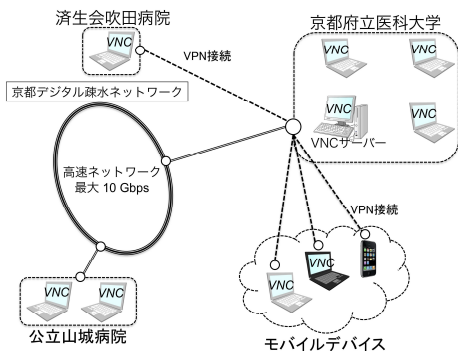 済生会吹田病院
京都府立医科大学
VNC
VPN接続
VNC
VNC
京都デジタル疎水ネットワーク
VNC
VNC
VNCサーバー
高速ネットワーク
最大 10 Gbps
VPN接続
VNC
VNC
VNC
VNC
公立山城病院
モバイルデバイス